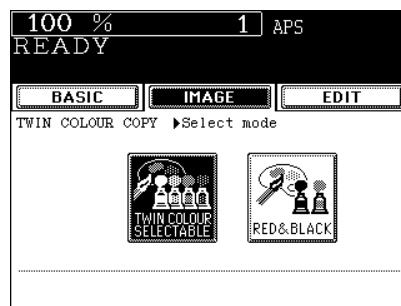 100 % 1 APS
READY
BASIC IMAGE EDIT
TWIN COLOUR COPY ▶Select mode
TWIN COLOUR SELECTABLE
RED&BLACK